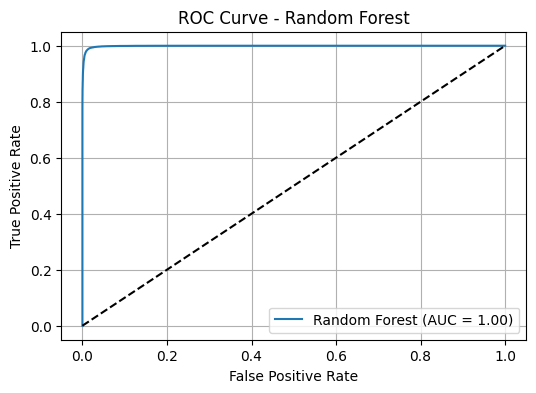 ROC Curve - Random Forest
True Positive Rate
1.0
0.8
0.6
0.4
0.2
0.0
Random Forest (AUC = 1.00)
0.0 0.2 0.4 0.6 0.8 1.0
False Positive Rate